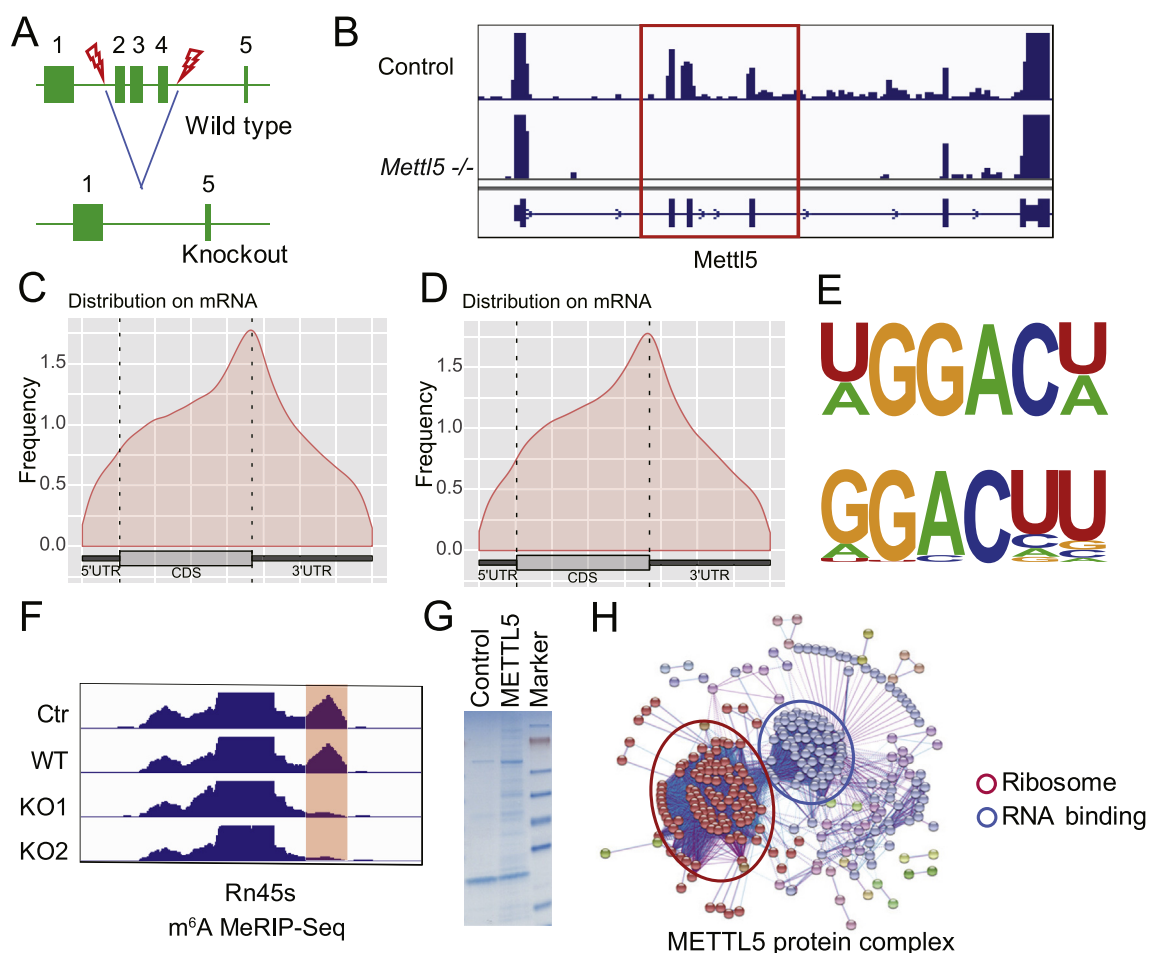 A
1
2
3
4
5
Wild type
1
5
Knockout
B
Control
Mettl5 -/-
Mettl5
C
Distribution on mRNA
Frequency
1.5
1.0
0.5
0.0
5'UTR
CDS
3'UTR
D
Distribution on mRNA
Frequency
1.5
1.0
0.5
0.0
5'UTR
CDS
3'UTR
E
UGGACU
A
A
GGACUU
A
C
C
A
G
G
C
A
F
Ctr
WT
KO1
KO2
Rn45s
m⁶A MeRIP-Seq
G
Control
METTL5
Marker
H
Ribosome
RNA binding
METTL5 protein complex